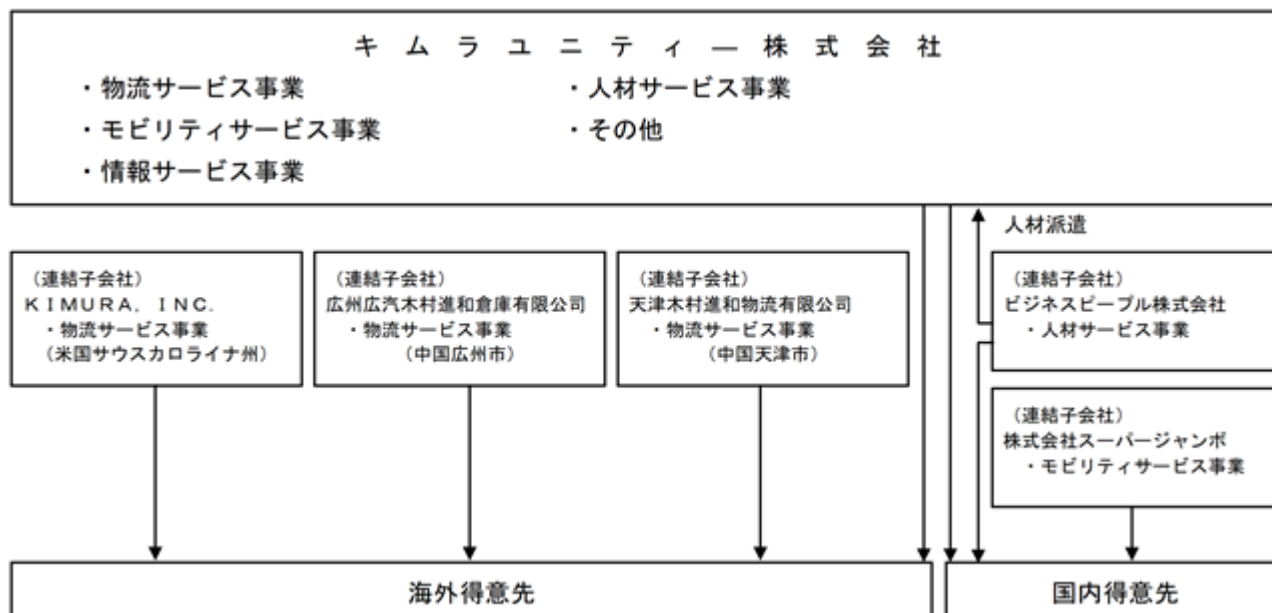 キムラユニティー株式会社
・物流サービス事業
・人材サービス事業
・モビリティサービス事業
・その他
・情報サービス事業
人材派遣
(連結子会社)
KIMURA, INC.
・物流サービス事業
(米国サウスカロライナ州)
(連結子会社)
広州広汽木村進和倉庫有限公司
・物流サービス事業
(中国広州市)
(連結子会社)
天津木村進和物流有限公司
・物流サービス事業
(中国天津市)
(連結子会社)
ビジネスピープル株式会社
・人材サービス事業
(連結子会社)
株式会社スーパージャンボ
・モビリティサービス事業
海外得意先
国内得意先